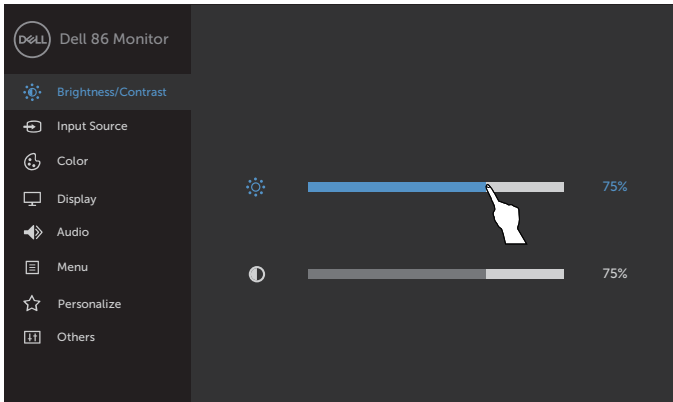 DELL
Dell 86 Monitor
Brightness/Contrast
Input Source
Color
Display
Audio
Menu
Personalize
Others
75%
75%